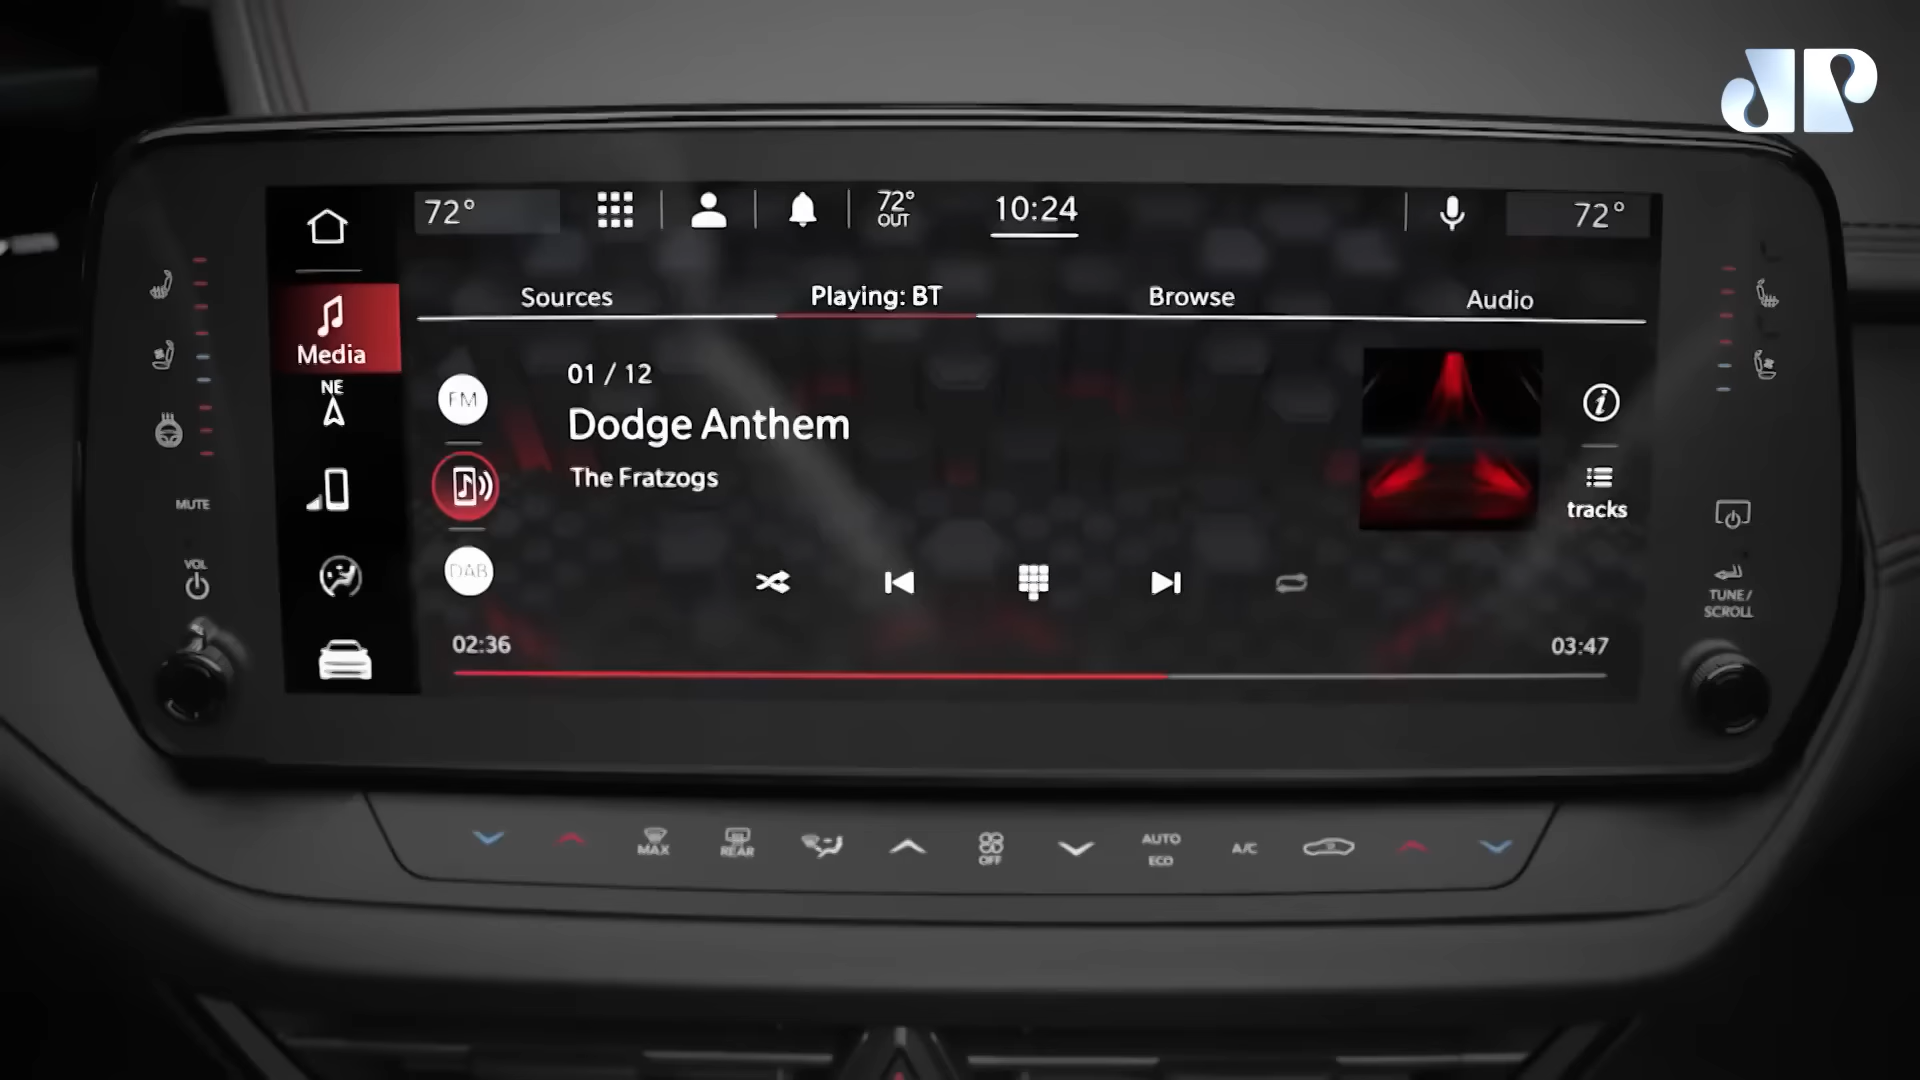 JP
72°
72°
OUT
10:24
72°
Sources
Playing: BT
Browse
Audio
Media
NE
FM
01 / 12
Dodge Anthem
The Fratzogs
tracks
MUTE
DAB
VOL
TUNE/
SCROLL
02:36
03:47
MAX
REAR
OFF
AUTO
ECO
A/C